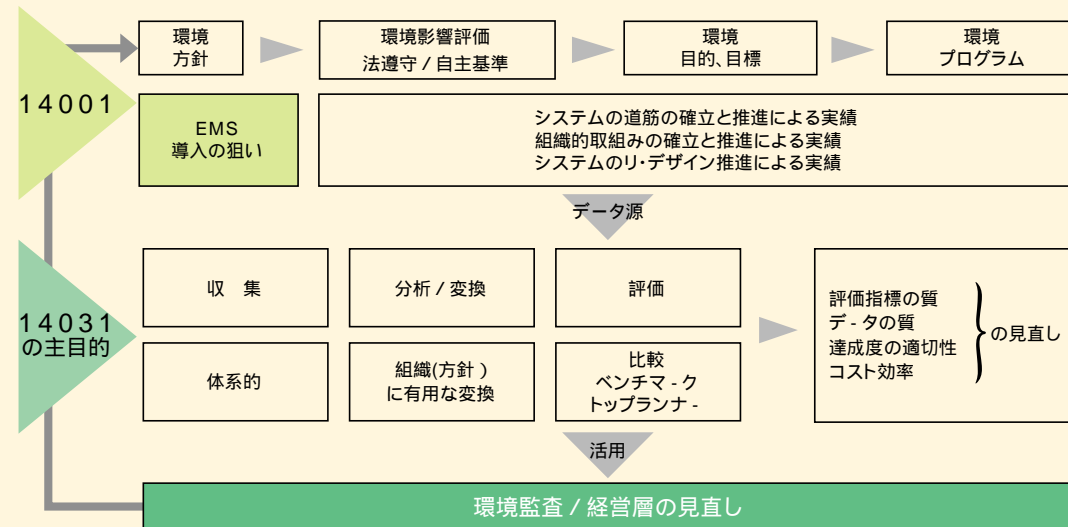 14001
環境
方針
環境影響評価
法遵守 / 自主基準
環境
目的、目標
環境
プログラム
EMS
導入の狙い
システムの道筋の確立と推進による実績
組織的取組みの確立と推進による実績
システムのリ・デザイン推進による実績
データ源
14031
の主目的
収　集
分析 / 変換
評価
体系的
組織(方針)
に有用な変換
比較
ベンチマ-ク
トップランナ-
評価指標の質
デ-タの質
達成度の適切性
コスト効率
の見直し
活用
環境監査 / 経営層の見直し